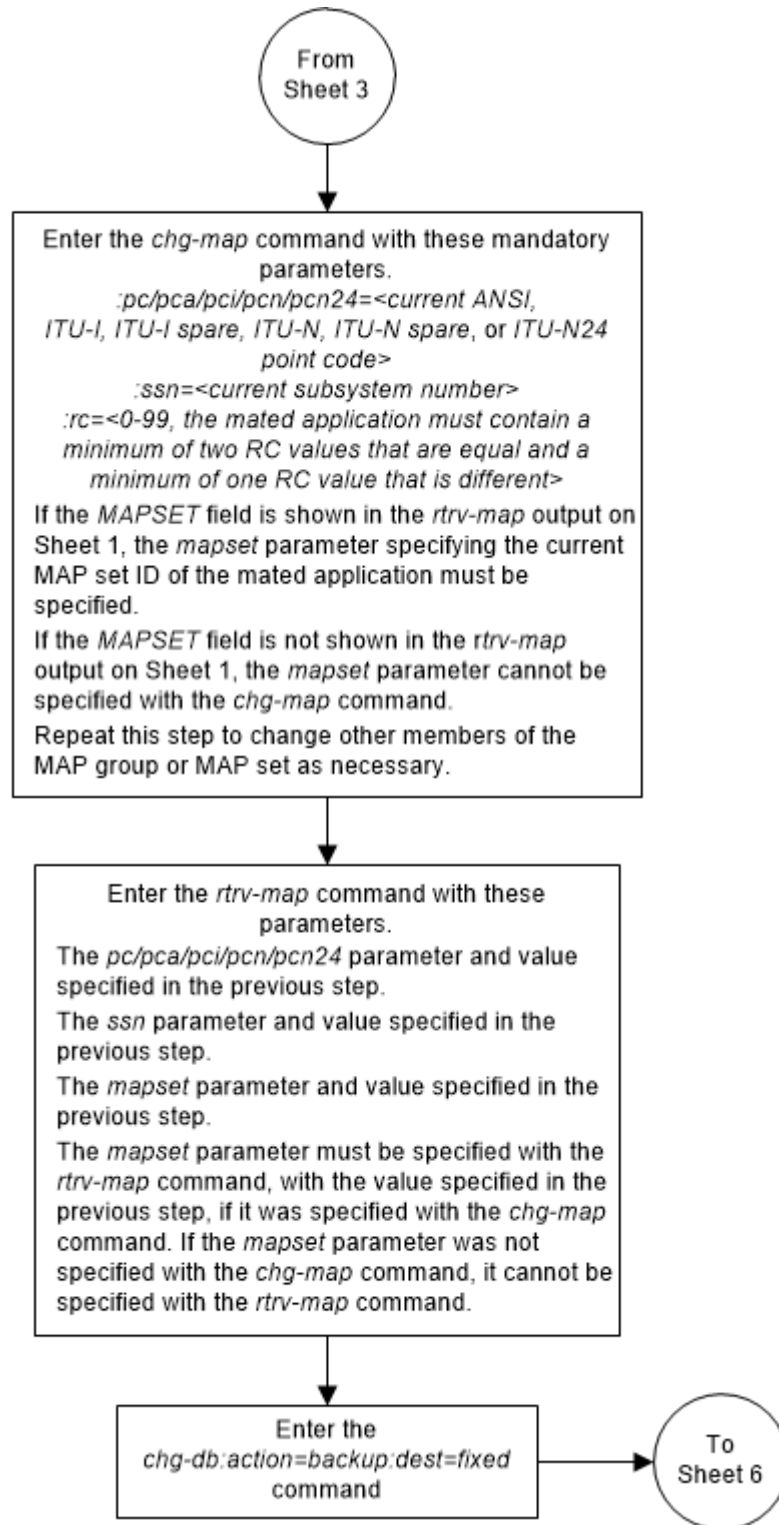 From
Sheet 3
Enter the chg-map command with these mandatory
parameters.
:pc/pca/pci/pcn/pcn24=<current ANSI,
ITU-I, ITU-I spare, ITU-N, ITU-N spare, or ITU-N24
point code>
:ssn=<current subsystem number>
:rc=<0-99, the mated application must contain a
minimum of two RC values that are equal and a
minimum of one RC value that is different>
If the MAPSET field is shown in the rtrv-map output on
Sheet 1, the mapset parameter specifying the current
MAP set ID of the mated application must be
specified.
If the MAPSET field is not shown in the rtrv-map
output on Sheet 1, the mapset parameter cannot be
specified with the chg-map command.
Repeat this step to change other members of the
MAP group or MAP set as necessary.
Enter the rtrv-map command with these
parameters.
The pc/pca/pci/pcn/pcn24 parameter and value
specified in the previous step.
The ssn parameter and value specified in the
previous step.
The mapset parameter and value specified in the
previous step.
The mapset parameter must be specified with the
rtrv-map command, with the value specified in the
previous step, if it was specified with the chg-map
command. If the mapset parameter was not
specified with the chg-map command, it cannot be
specified with the rtrv-map command.
Enter the
chg-db:action=backup:dest=fixed
command
To
Sheet 6